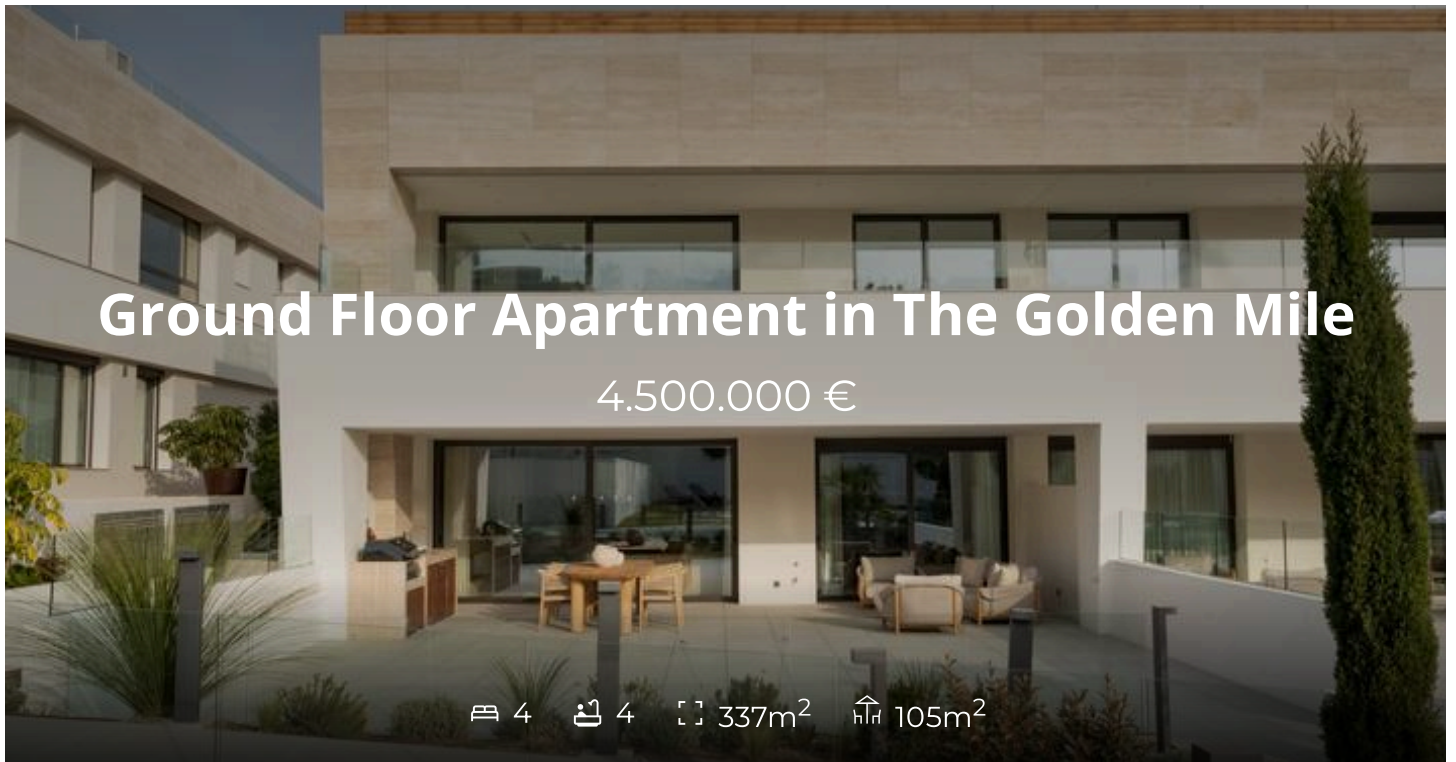 Ground Floor Apartment in The Golden Mile
4.500.000 €
4 4 337m² 105m²